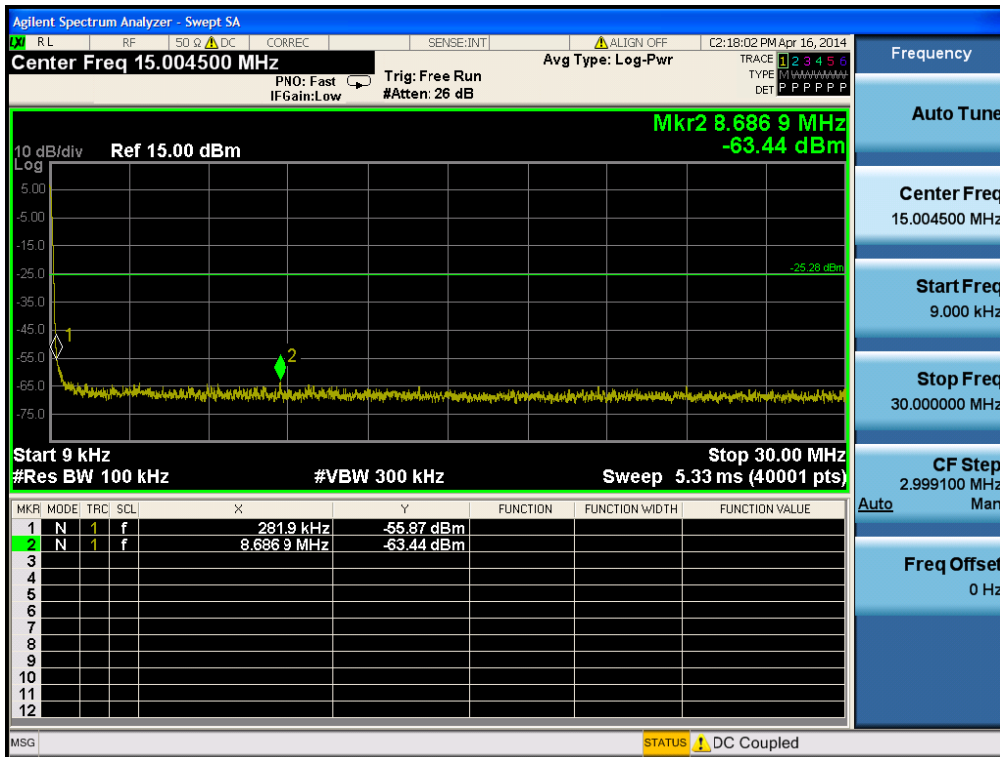 Agilent Spectrum Analyzer - Swept SA
LXI RL RF 50 Ω DC CORREC SENSE:INT ALIGN OFF 02:18:02 PM Apr 16, 2014
Center Freq 15.004500 MHz
PNO: Fast
IFGain:Low
Trig: Free Run
#Atten: 26 dB
Avg Type: Log-Pwr
TRACE 1 2 3 4 5 6
TYPE M W W W W W
DET P P P P P P
Mkr2 8.686 9 MHz
-63.44 dBm
10 dB/div Ref 15.00 dBm
Log
5.00
-5.00
-15.0
-25.0
-25.28 dBm
-35.0
-45.0
1
-55.0
2
-65.0
-75.0
Start 9 kHz Stop 30.00 MHz
#Res BW 100 kHz #VBW 300 kHz Sweep 5.33 ms (40001 pts)
MKR MODE TRC SCL X Y FUNCTION FUNCTION WIDTH FUNCTION VALUE
1 N 1 f 281.9 kHz -55.87 dBm
2 N 1 f 8.686 9 MHz -63.44 dBm
3
4
5
6
7
8
9
10
11
12
MSG STATUS DC Coupled
Frequency
Auto Tune
Center Freq
15.004500 MHz
Start Freq
9.000 kHz
Stop Freq
30.000000 MHz
CF Step
2.999100 MHz
Auto Man
Freq Offset
0 Hz